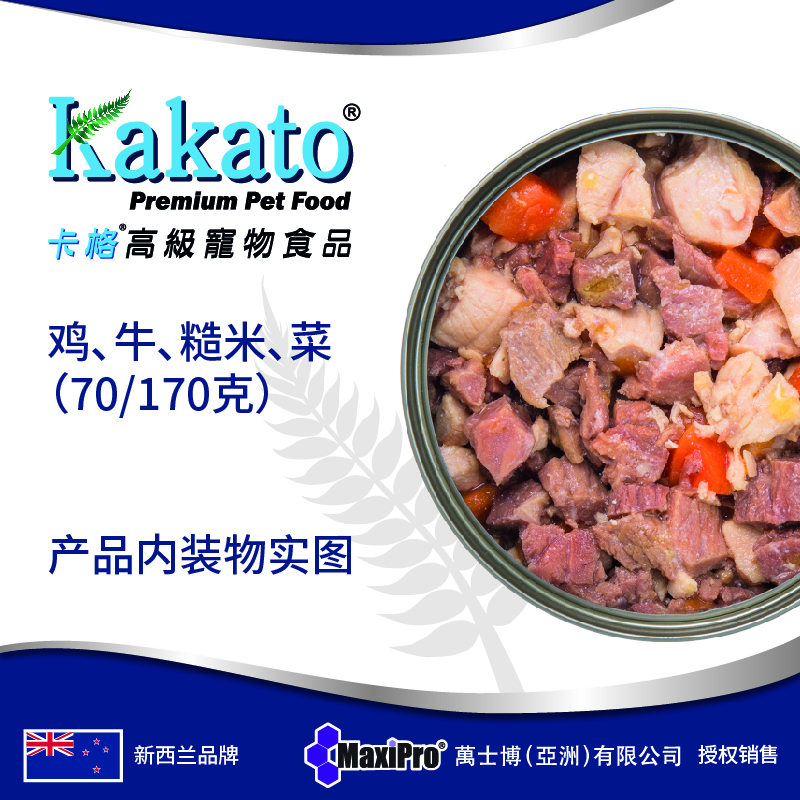 Kakato®
Premium Pet Food
卡格®高級寵物食品
鸡、牛、糙米、菜
（70/170克）
产品内装物实图
新西兰品牌
MaxiPro®
萬士博（亞洲）有限公司
授权销售